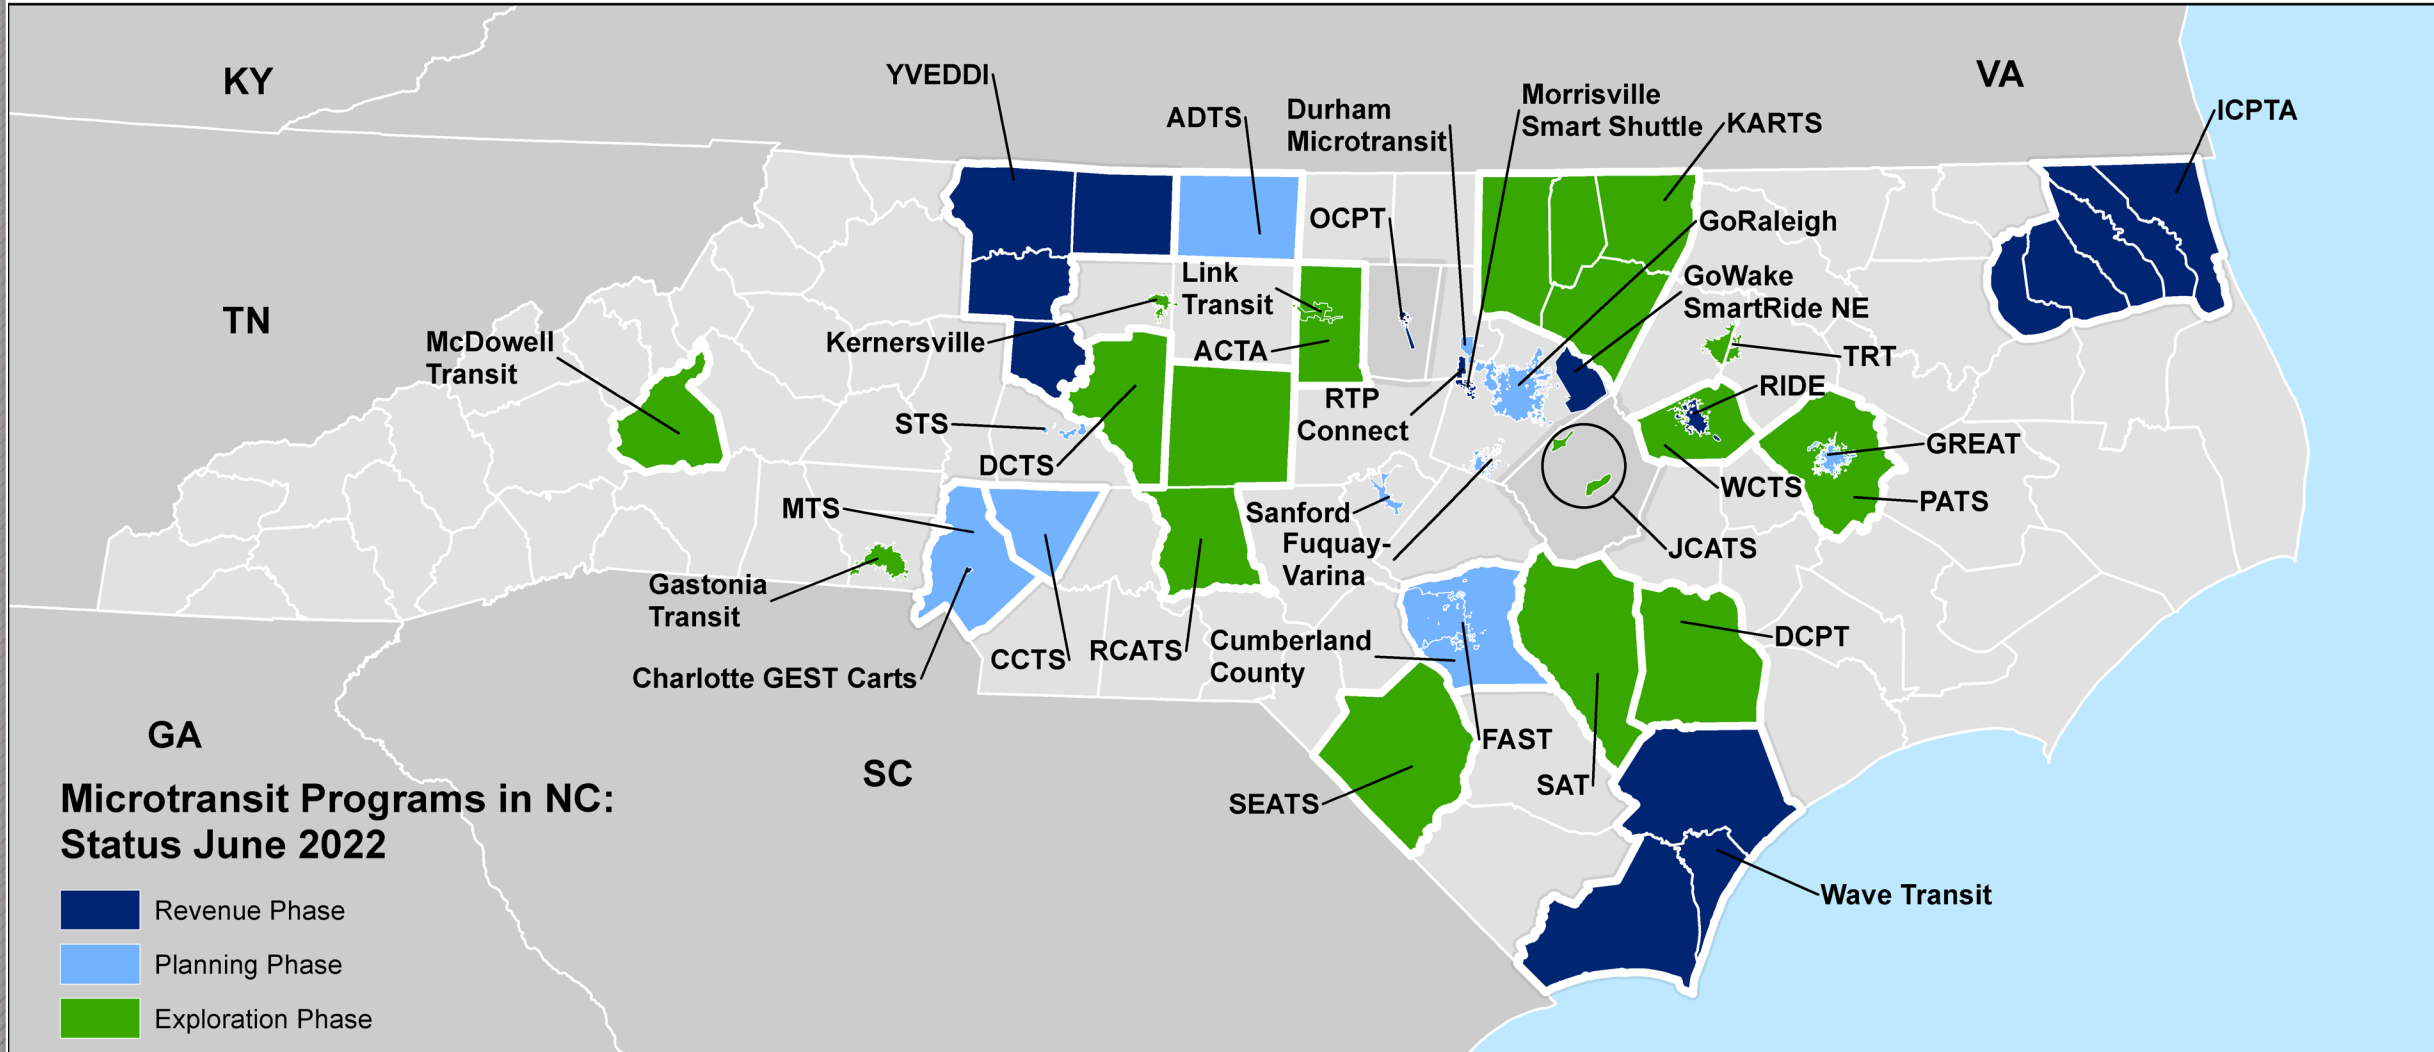 KY
VA
TN
GA
SC
YVEDDI
ADTS
Durham
Microtransit
Morrisville
Smart Shuttle
KARTS
ICPTA
OCPT
GoRaleigh
Link
Transit
GoWake
SmartRide NE
Kernersville
ACTA
McDowell
Transit
TRT
RIDE
RTP
Connect
STS
DCTS
GREAT
WCTS
PATS
MTS
Sanford
Fuquay-
Varina
JCATS
Gastonia
Transit
Charlotte GEST Carts
CCTS
RCATS
Cumberland
County
DCPT
FAST
SAT
SEATS
Wave Transit
Microtransit Programs in NC:
Status June 2022
Revenue Phase
Planning Phase
Exploration Phase